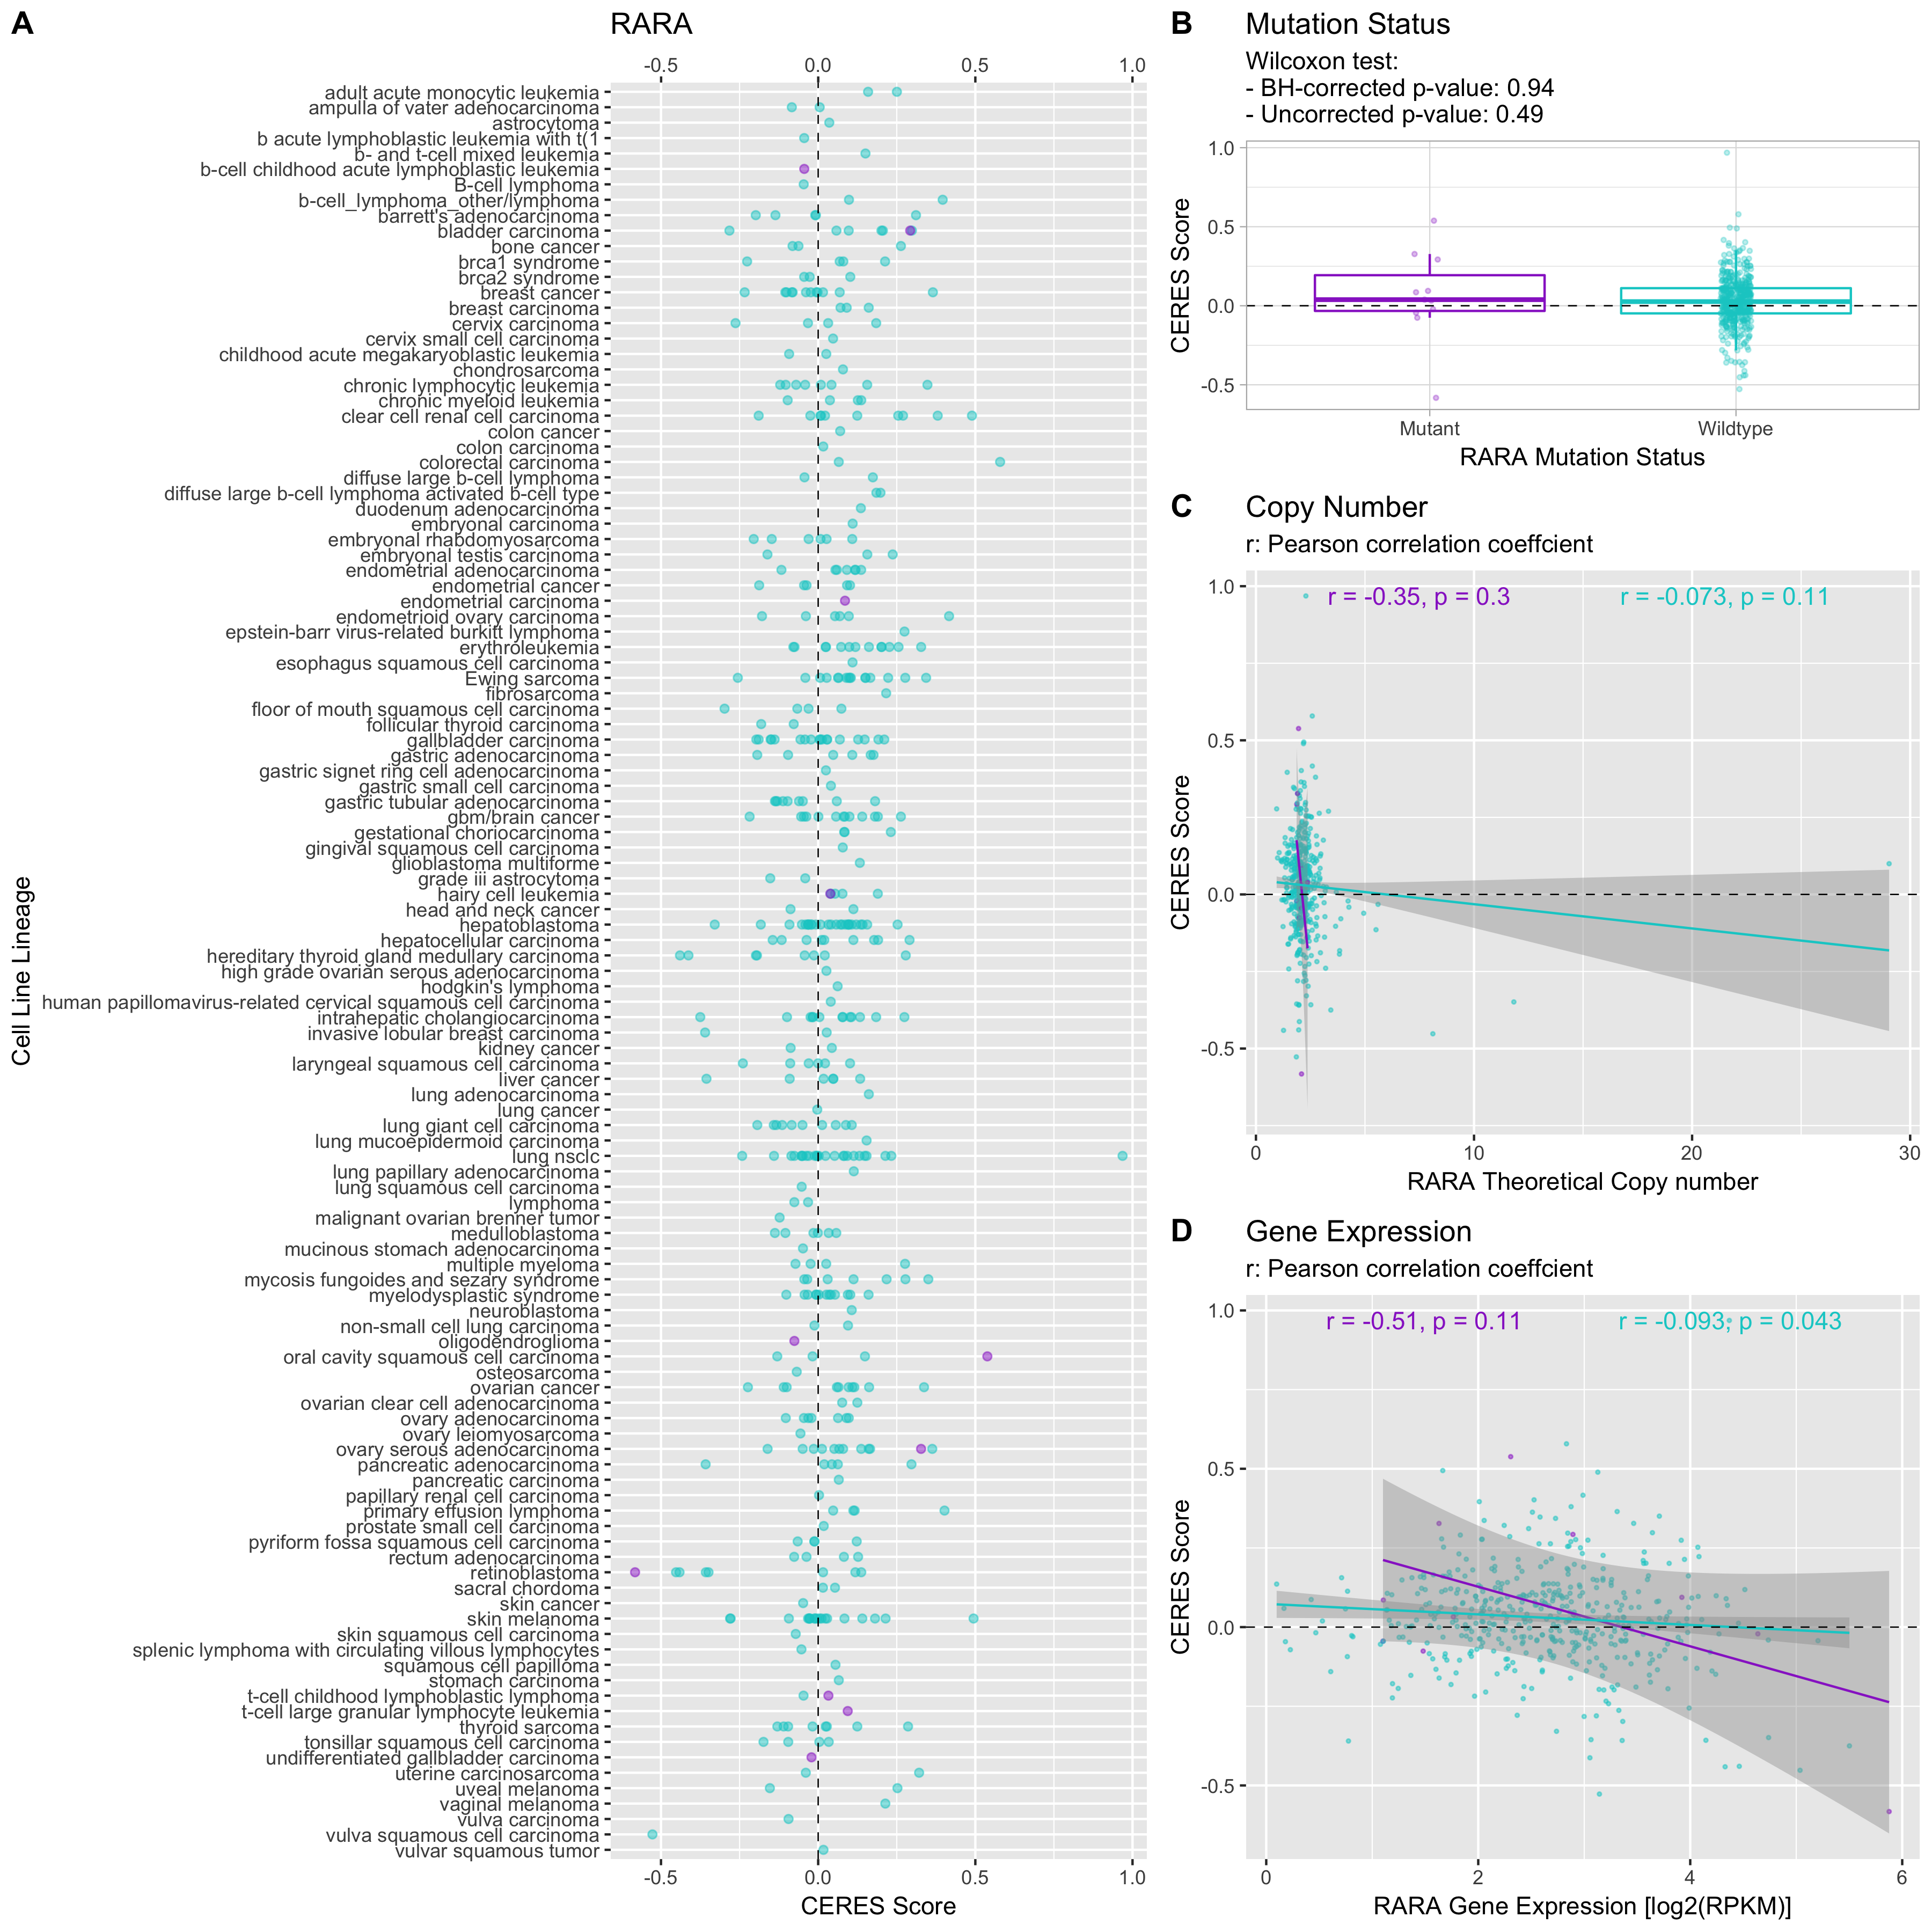 A
RARA
-0.5 0.0 0.5 1.0
adult acute monocytic leukemia
ampulla of vater adenocarcinoma
astrocytoma
b acute lymphoblastic leukemia with t(1
b- and t-cell mixed leukemia
b-cell childhood acute lymphoblastic leukemia
B-cell lymphoma
b-cell_lymphoma_other/lymphoma
barrett's adenocarcinoma
bladder carcinoma
bone cancer
brca1 syndrome
brca2 syndrome
breast cancer
breast carcinoma
cervix carcinoma
cervix small cell carcinoma
childhood acute megakaryoblastic leukemia
chondrosarcoma
chronic lymphocytic leukemia
chronic myeloid leukemia
clear cell renal cell carcinoma
colon cancer
colon carcinoma
colorectal carcinoma
diffuse large b-cell lymphoma
diffuse large b-cell lymphoma activated b-cell type
duodenum adenocarcinoma
embryonal carcinoma
embryonal rhabdomyosarcoma
embryonal testis carcinoma
endometrial adenocarcinoma
endometrial cancer
endometrial carcinoma
endometrioid ovary carcinoma
epstein-barr virus-related burkitt lymphoma
erythroleukemia
esophagus squamous cell carcinoma
Ewing sarcoma
fibrosarcoma
floor of mouth squamous cell carcinoma
follicular thyroid carcinoma
gallbladder carcinoma
gastric adenocarcinoma
gastric signet ring cell adenocarcinoma
gastric small cell carcinoma
gastric tubular adenocarcinoma
gbm/brain cancer
gestational choriocarcinoma
gingival squamous cell carcinoma
glioblastoma multiforme
grade iii astrocytoma
hairy cell leukemia
head and neck cancer
hepatoblastoma
hepatocellular carcinoma
hereditary thyroid gland medullary carcinoma
high grade ovarian serous adenocarcinoma
hodgkin's lymphoma
human papillomavirus-related cervical squamous cell carcinoma
intrahepatic cholangiocarcinoma
invasive lobular breast carcinoma
kidney cancer
laryngeal squamous cell carcinoma
liver cancer
lung adenocarcinoma
lung cancer
lung giant cell carcinoma
lung mucoepidermoid carcinoma
lung nsclc
lung papillary adenocarcinoma
lung squamous cell carcinoma
lymphoma
malignant ovarian brenner tumor
medulloblastoma
mucinous stomach adenocarcinoma
multiple myeloma
mycosis fungoides and sezary syndrome
myelodysplastic syndrome
neuroblastoma
non-small cell lung carcinoma
oligodendroglioma
oral cavity squamous cell carcinoma
osteosarcoma
ovarian cancer
ovarian clear cell adenocarcinoma
ovary adenocarcinoma
ovary leiomyosarcoma
ovary serous adenocarcinoma
pancreatic adenocarcinoma
pancreatic carcinoma
papillary renal cell carcinoma
primary effusion lymphoma
prostate small cell carcinoma
pyriform fossa squamous cell carcinoma
rectum adenocarcinoma
retinoblastoma
sacral chordoma
skin cancer
skin melanoma
skin squamous cell carcinoma
splenic lymphoma with circulating villous lymphocytes
squamous cell papilloma
stomach carcinoma
t-cell childhood lymphoblastic lymphoma
t-cell large granular lymphocyte leukemia
thyroid sarcoma
tonsillar squamous cell carcinoma
undifferentiated gallbladder carcinoma
uterine carcinosarcoma
uveal melanoma
vaginal melanoma
vulva carcinoma
vulva squamous cell carcinoma
vulvar squamous tumor
-0.5 0.0 0.5 1.0
CERES Score
Cell Line Lineage
B
Mutation Status
Wilcoxon test:
- BH-corrected p-value: 0.94
- Uncorrected p-value: 0.49
1.0
0.5
0.0
-0.5
CERES Score
Mutant Wildtype
RARA Mutation Status
C
Copy Number
r: Pearson correlation coeffcient
r = -0.35, p = 0.3
r = -0.073, p = 0.11
1.0
0.5
0.0
-0.5
CERES Score
0 10 20 30
RARA Theoretical Copy number
D
Gene Expression
r: Pearson correlation coeffcient
r = -0.51, p = 0.11
r = -0.093, p = 0.043
1.0
0.5
0.0
-0.5
CERES Score
0 2 4 6
RARA Gene Expression [log2(RPKM)]